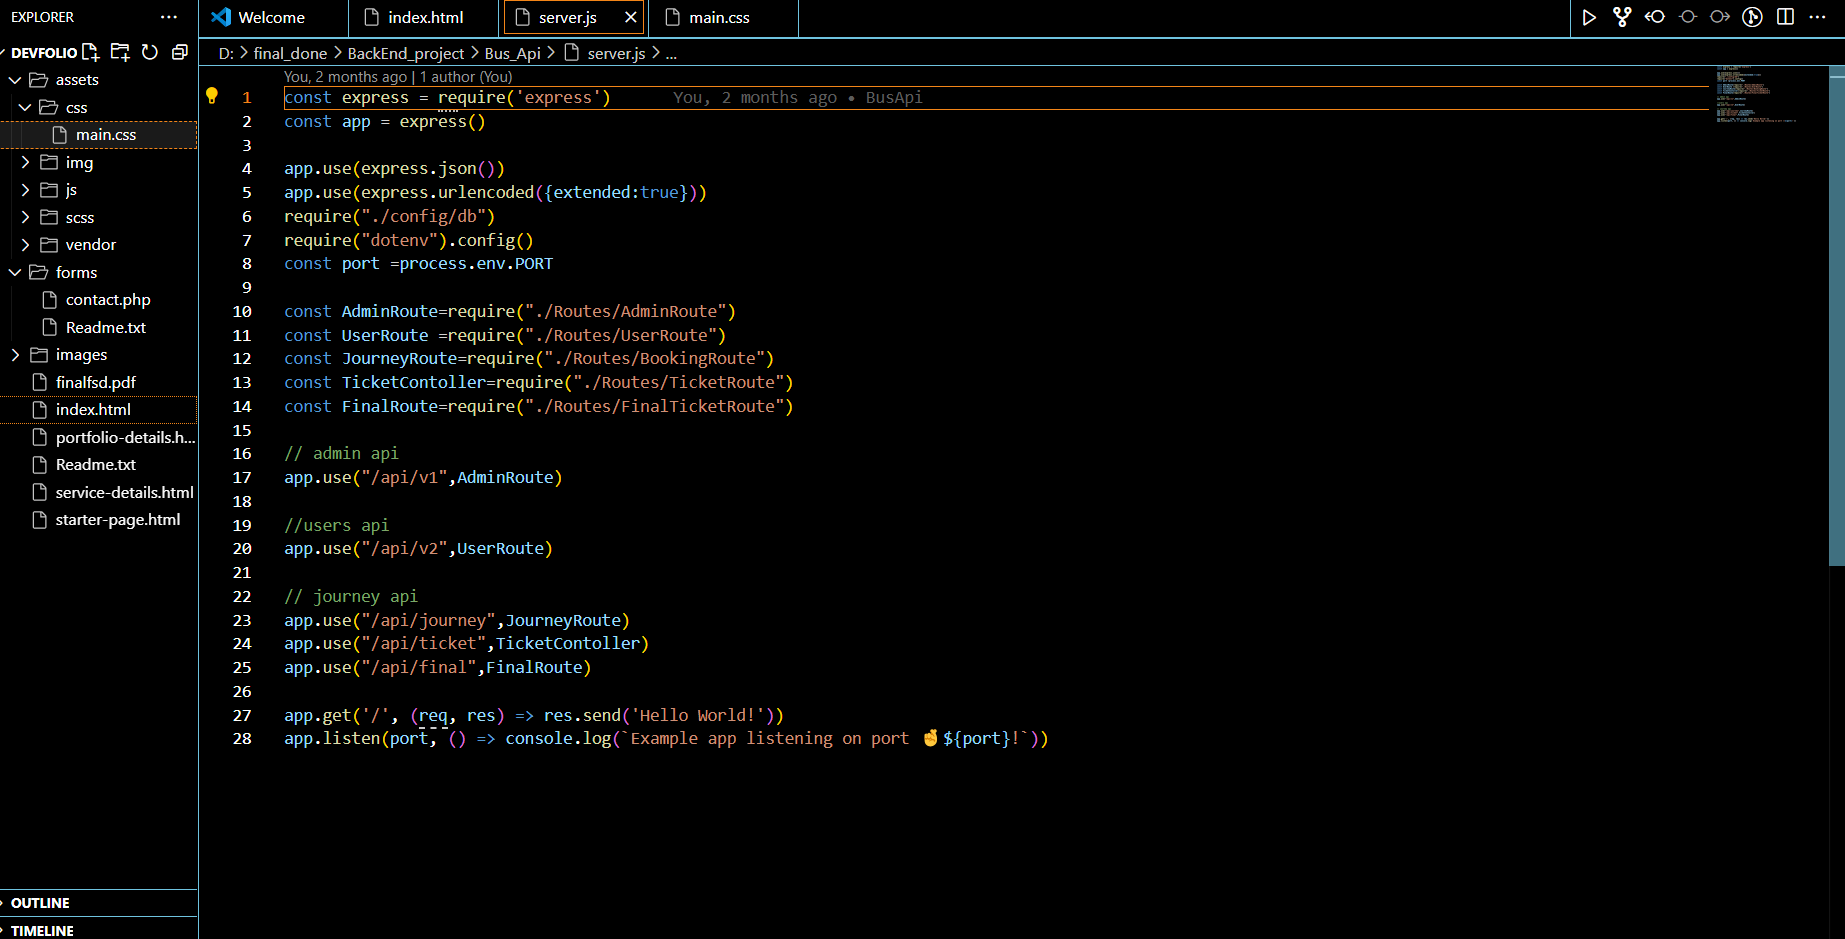 EXPLORER
DEVFOLIO
assets
css
main.css
img
js
scss
vendor
forms
contact.php
Readme.txt
images
finalfsd.pdf
index.html
portfolio-details.h...
Readme.txt
service-details.html
starter-page.html
OUTLINE
TIMELINE
Welcome
index.html
server.js
main.css
D: > final_done > BackEnd_project > Bus_Api > server.js > ...
You, 2 months ago | 1 author (You)
1 const express = require('express') You, 2 months ago • BusApi
2 const app = express()
3
4 app.use(express.json())
5 app.use(express.urlencoded({extended:true}))
6 require("./config/db")
7 require("dotenv").config()
8 const port =process.env.PORT
9
10 const AdminRoute=require("./Routes/AdminRoute")
11 const UserRoute =require("./Routes/UserRoute")
12 const JourneyRoute=require("./Routes/BookingRoute")
13 const TicketContoller=require("./Routes/TicketRoute")
14 const FinalRoute=require("./Routes/FinalTicketRoute")
15
16 // admin api
17 app.use("/api/v1",AdminRoute)
18
19 //users api
20 app.use("/api/v2",UserRoute)
21
22 // journey api
23 app.use("/api/journey",JourneyRoute)
24 app.use("/api/ticket",TicketContoller)
25 app.use("/api/final",FinalRoute)
26
27 app.get('/', (req, res) => res.send('Hello World!'))
28 app.listen(port, () => console.log(`Example app listening on port 🤞${port}!`))